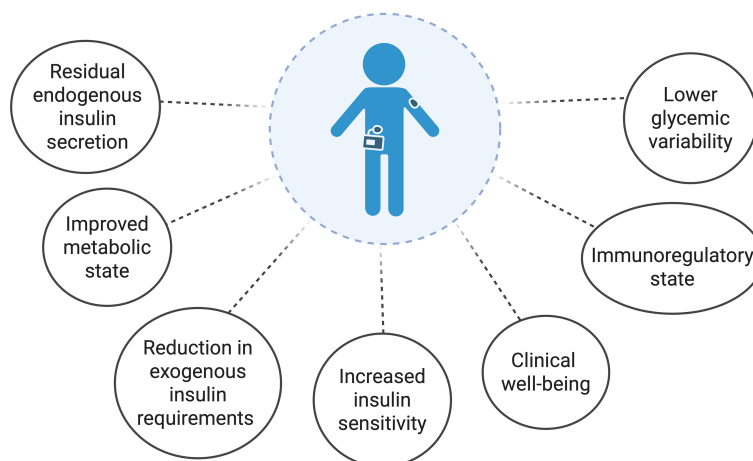 Residual
endogenous
insulin
secretion
Lower
glycemic
variability
Improved
metabolic
state
Immunoregulatory
state
Reduction in
exogenous
insulin
requirements
Increased
insulin
sensitivity
Clinical
well-being